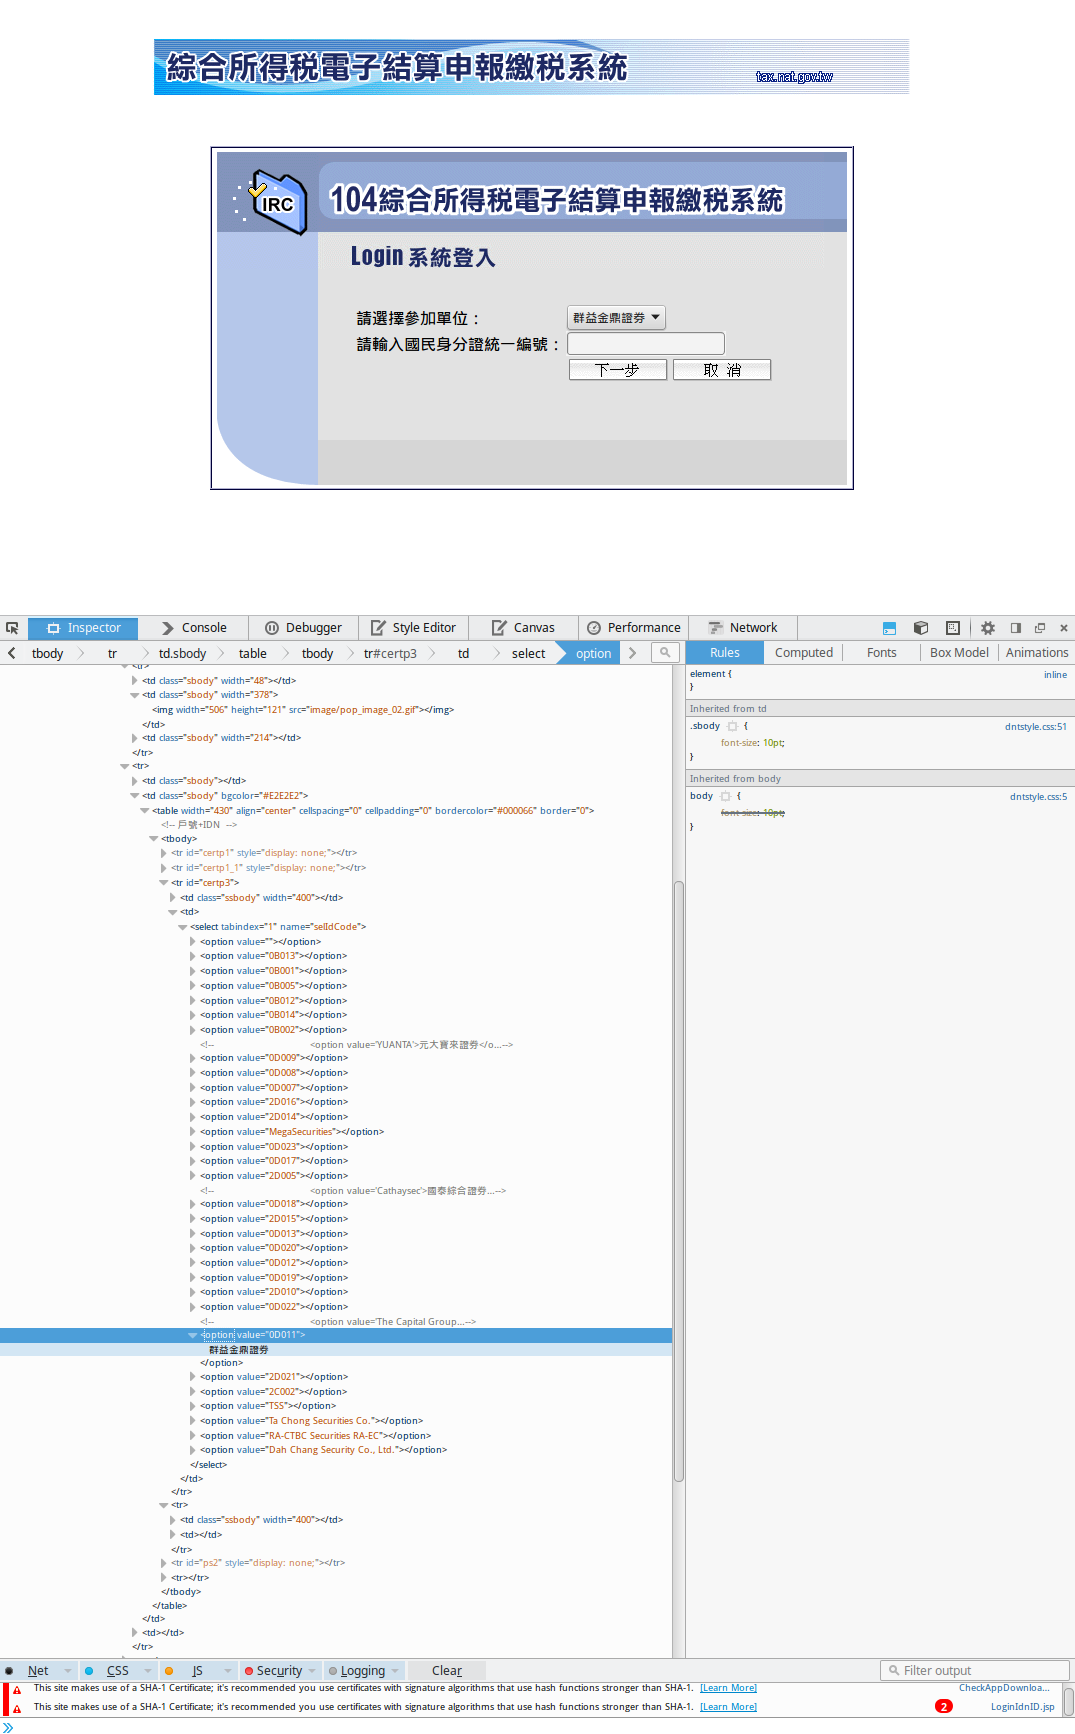 綜合所得稅電子結算申報繳稅系統
tax.nat.gov.tw
IRC
104綜合所得稅電子結算申報繳稅系統
Login 系統登入
請選擇參加單位：
群益金鼎證券
請輸入國民身分證統一編號：
下一步 取 消
Inspector Console Debugger Style Editor Canvas Performance Network
tbody tr td.sbody table tbody tr#certp3 td select option
Rules Computed Fonts Box Model Animations
<tr>
<td class="sbody" width="48"></td>
<td class="sbody" width="378">
<img width="506" height="121" src="image/pop_image_02.gif"></img>
</td>
<td class="sbody" width="214"></td>
</tr>
<tr>
<td class="sbody"></td>
<td class="sbody" bgcolor="#E2E2E2">
<table width="430" align="center" cellspacing="0" cellpadding="0" bordercolor="#000066" border="0">
<!-- 戶號+IDN -->
<tbody>
<tr id="certp1" style="display: none;"></tr>
<tr id="certp1_1" style="display: none;"></tr>
<tr id="certp3">
<td class="ssbody" width="400"></td>
<td>
<select tabindex="1" name="selIdCode">
<option value=""></option>
<option value="0B013"></option>
<option value="0B001"></option>
<option value="0B005"></option>
<option value="0B012"></option>
<option value="0B014"></option>
<option value="0B002"></option>
<!-- <option value='YUANTA'>元大寶來證券</o...-->
<option value="0D009"></option>
<option value="0D008"></option>
<option value="0D007"></option>
<option value="2D016"></option>
<option value="2D014"></option>
<option value="MegaSecurities"></option>
<option value="0D023"></option>
<option value="0D017"></option>
<option value="2D005"></option>
<!-- <option value='Cathaysec'>國泰綜合證券...-->
<option value="0D018"></option>
<option value="2D015"></option>
<option value="0D013"></option>
<option value="0D020"></option>
<option value="0D012"></option>
<option value="0D019"></option>
<option value="2D010"></option>
<option value="0D022"></option>
<!-- <option value='The Capital Group...-->
<option value="0D011">
群益金鼎證券
</option>
<option value="2D021"></option>
<option value="2C002"></option>
<option value="TSS"></option>
<option value="Ta Chong Securities Co."></option>
<option value="RA-CTBC Securities RA-EC"></option>
<option value="Dah Chang Security Co., Ltd."></option>
</select>
</td>
</tr>
<tr>
<td class="ssbody" width="400"></td>
<td></td>
</tr>
<tr id="ps2" style="display: none;"></tr>
<tr></tr>
</tbody>
</table>
</td>
<td></td>
</tr>
element { inline
}
Inherited from td
.sbody { dntstyle.css:51
font-size: 10pt;
}
Inherited from body
body { dntstyle.css:5
font-size: 10pt;
}
Net CSS JS Security Logging Clear Filter output
This site makes use of a SHA-1 Certificate; it's recommended you use certificates with signature algorithms that use hash functions stronger than SHA-1. [Learn More] CheckAppDownloa...
This site makes use of a SHA-1 Certificate; it's recommended you use certificates with signature algorithms that use hash functions stronger than SHA-1. [Learn More] 2 LoginIdnID.jsp